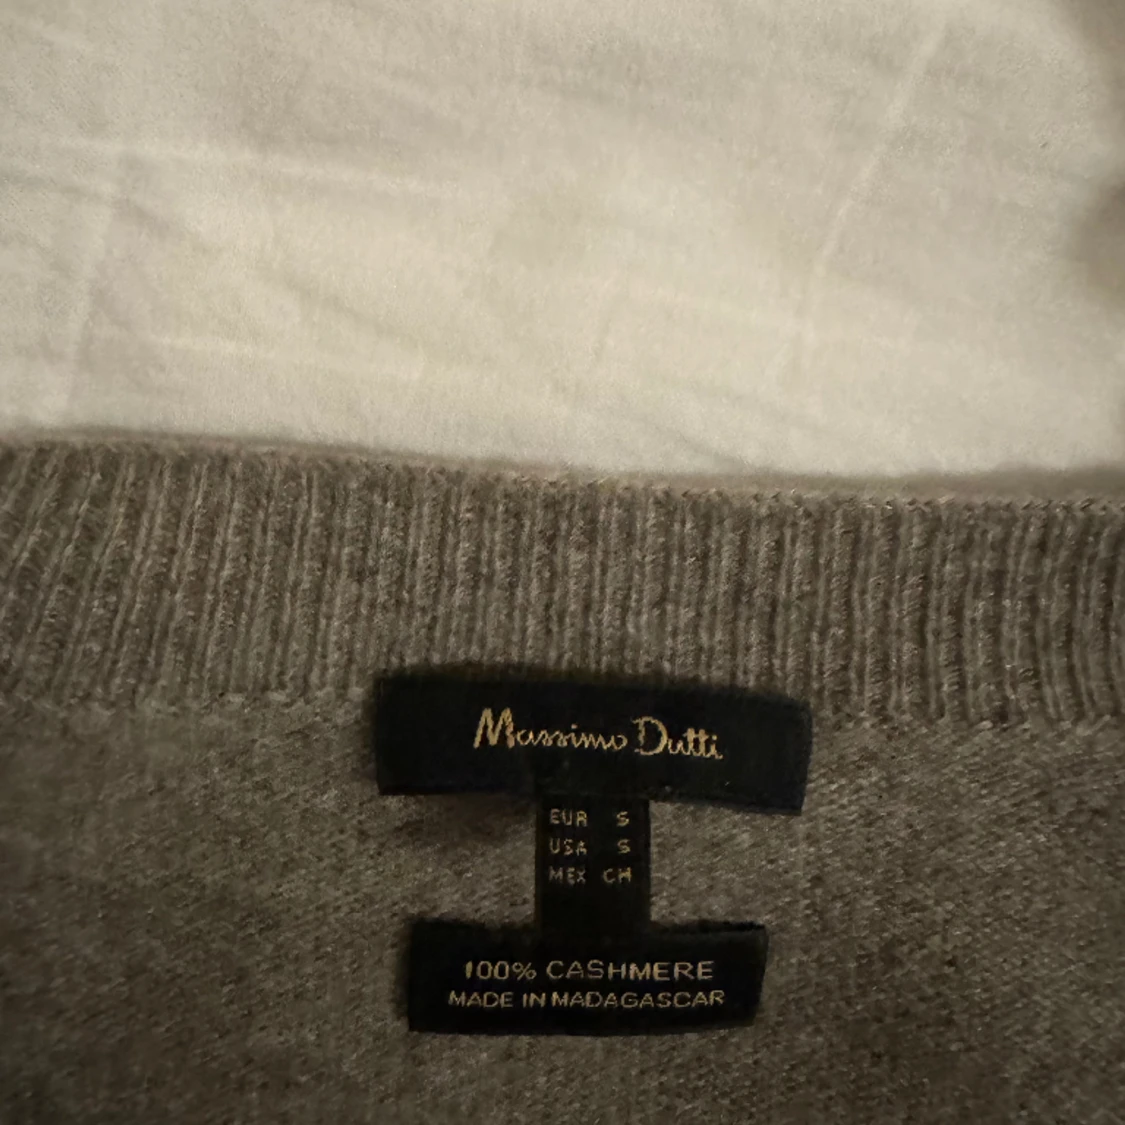 Massimo Dutti
EUR S
USA S
MEX CH
100% CASHMERE
MADE IN MADAGASCAR